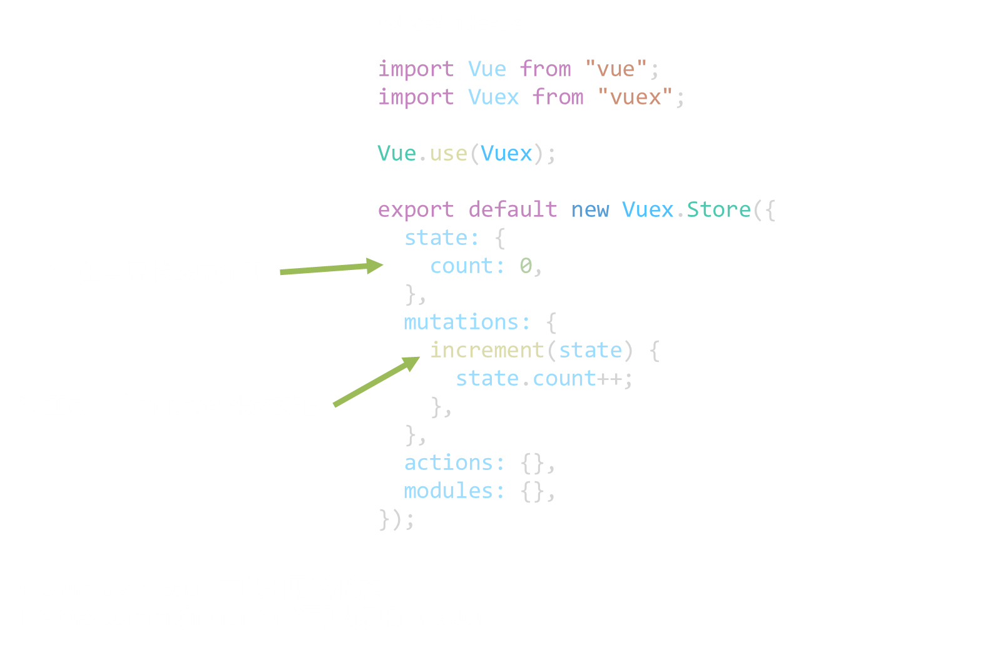 import Vue from "vue";
import Vuex from "vuex";
Vue.use(Vuex);
export default new Vuex.Store({
  state: {
    count: 0,
  },
  mutations: {
    increment(state) {
      state.count++;
    },
  },
  actions: {},
  modules: {},
});